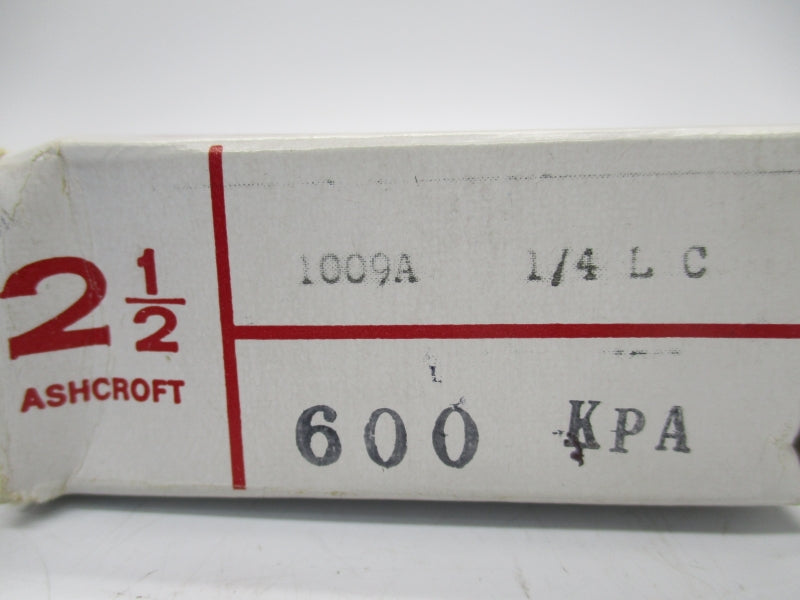 2 1/2
ASHCROFT
1009A 1/4 L C
600 KPA